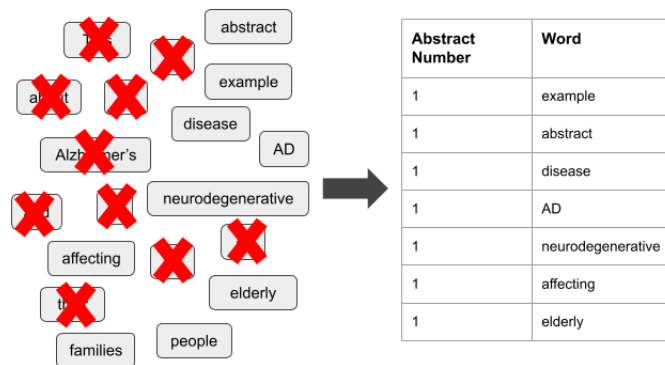 abstract
example
disease
Alzheimer's
AD
neurodegenerative
affecting
elderly
people
families
Abstract Number Word
1 example
1 abstract
1 disease
1 AD
1 neurodegenerative
1 affecting
1 elderly